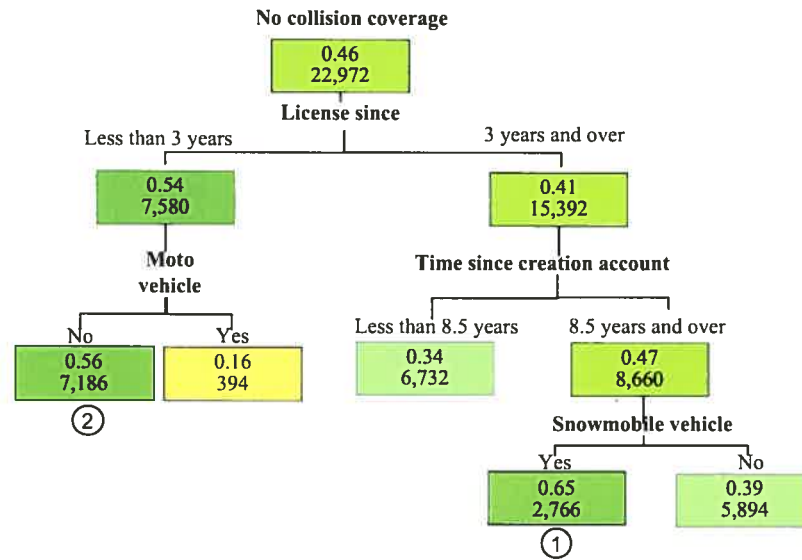 No collision coverage
0.46
22,972
License since
Less than 3 years
3 years and over
0.54
7,580
0.41
15,392
Moto
vehicle
Time since creation account
No
Yes
Less than 8.5 years
8.5 years and over
0.56
7,186
0.16
394
0.34
6,732
0.47
8,660
2
Snowmobile vehicle
Yes
No
0.65
2,766
0.39
5,894
1